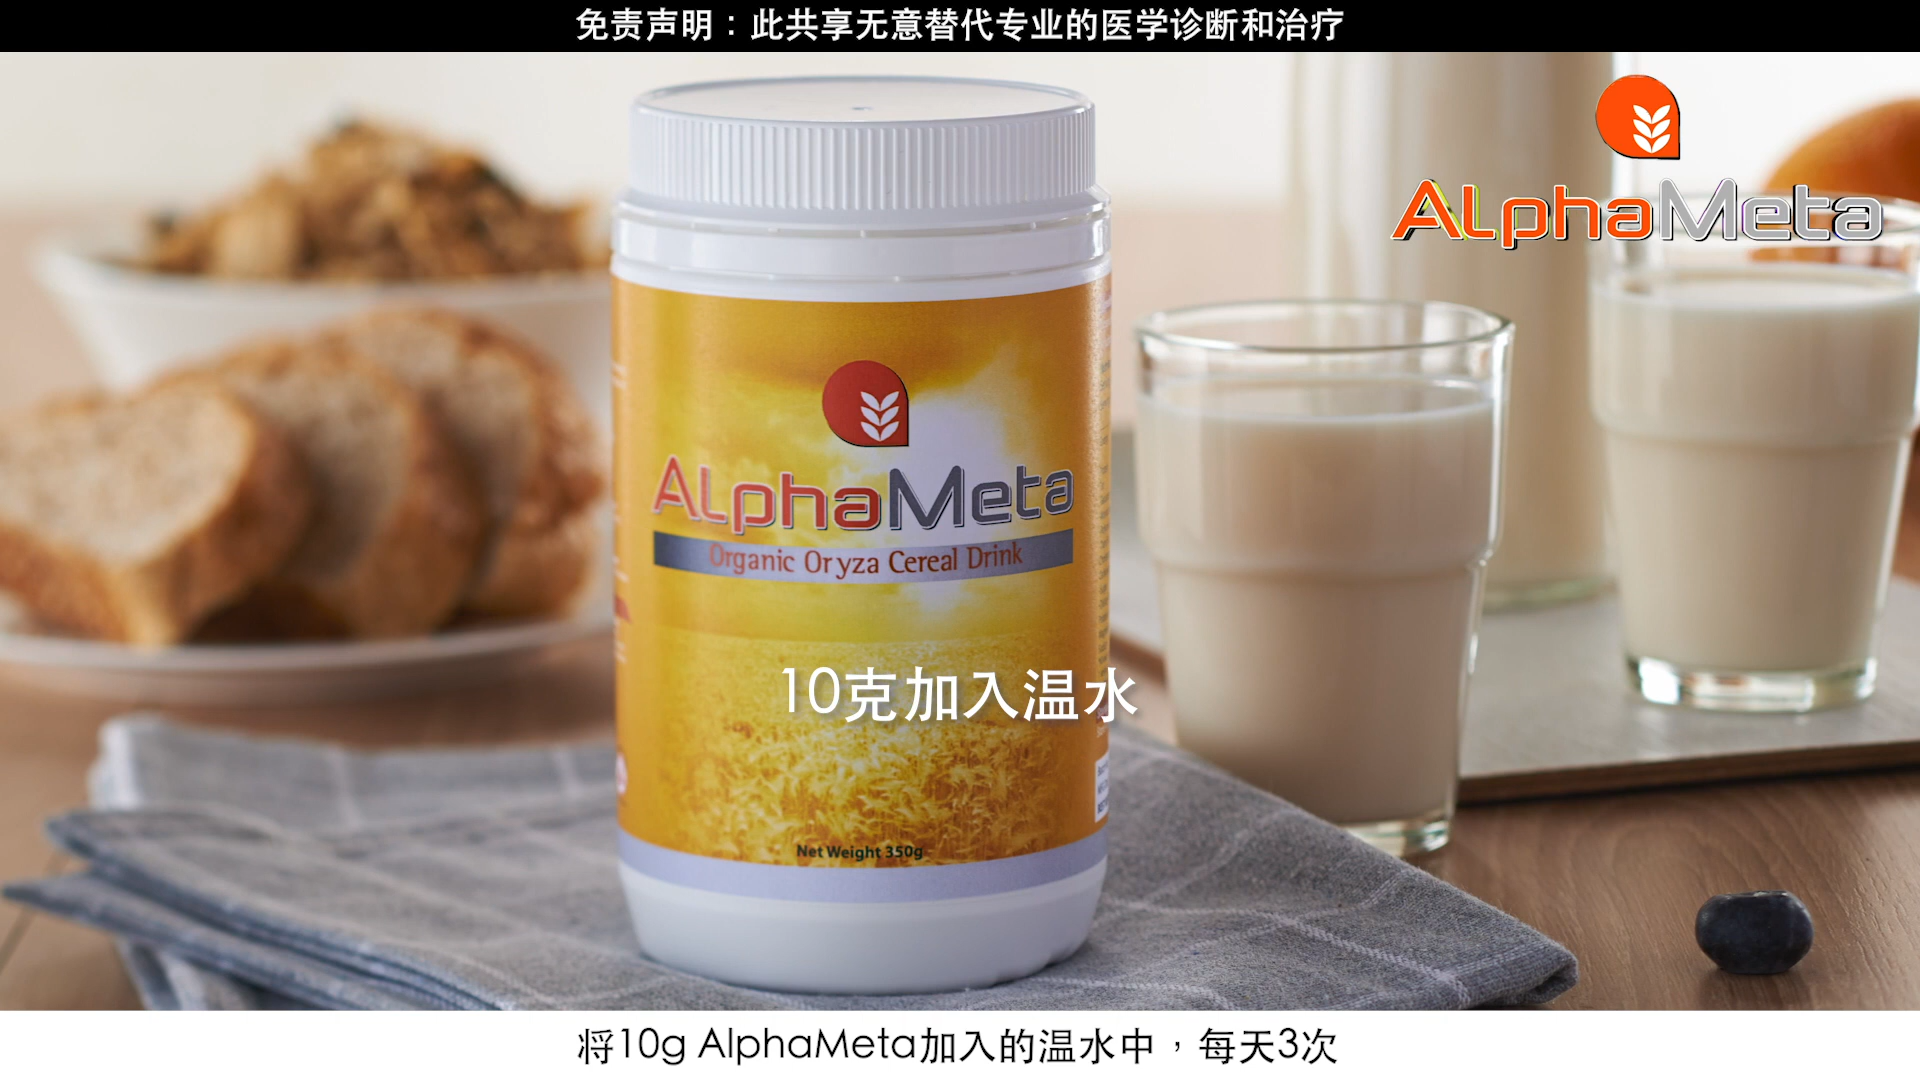 免责声明：此共享无意替代专业的医学诊断和治疗
AlphaMeta
AlphaMeta
Organic Oryza Cereal Drink
10克加入温水
Net Weight 350g
将10g AlphaMeta加入的温水中，每天3次